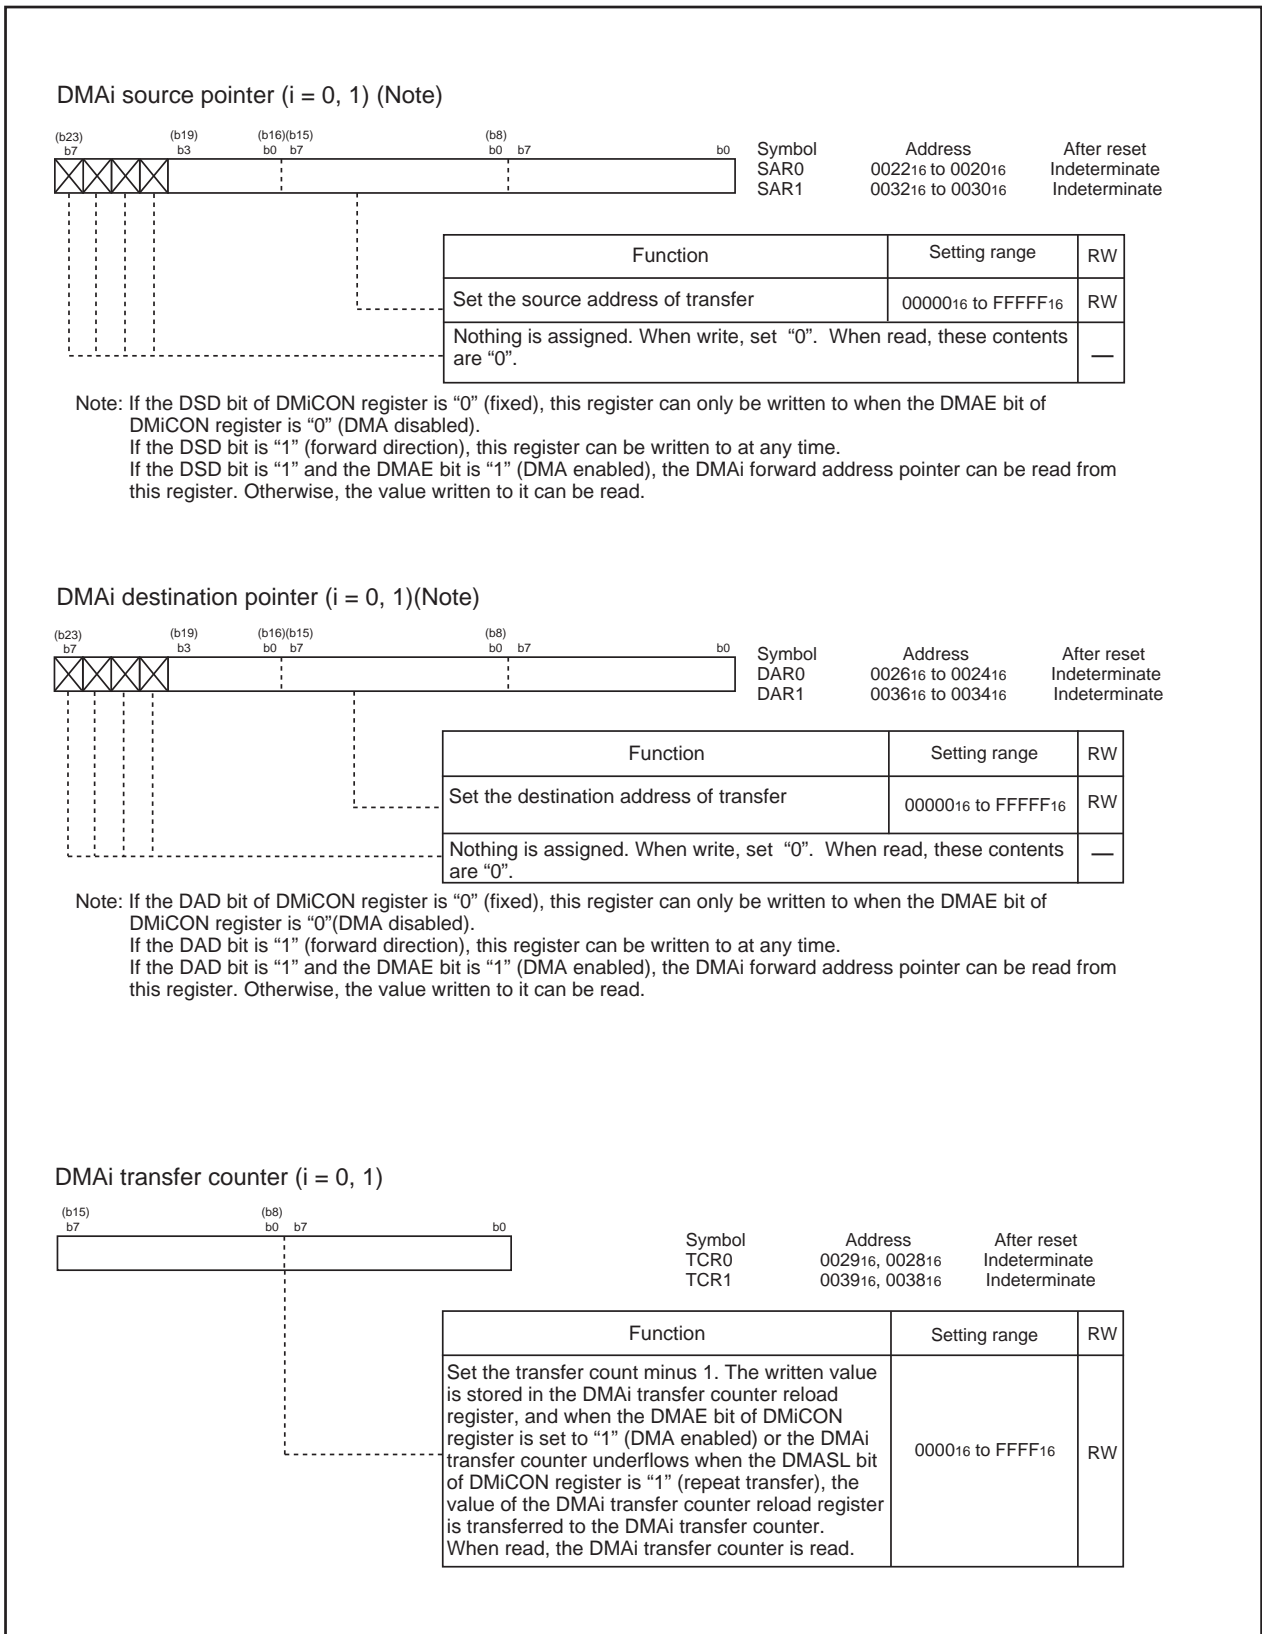 DMAi source pointer (i = 0, 1) (Note)
(b23) (b19) (b16)(b15) (b8)
b7 b3 b0 b7 b0 b7 b0
Symbol Address After reset
SAR0 002216 to 002016 Indeterminate
SAR1 003216 to 003016 Indeterminate
Function Setting range RW
Set the source address of transfer 0000016 to FFFFF16 RW
Nothing is assigned. When write, set “0”. When read, these contents
are “0”. —
Note: If the DSD bit of DMiCON register is “0” (fixed), this register can only be written to when the DMAE bit of
DMiCON register is “0” (DMA disabled).
If the DSD bit is “1” (forward direction), this register can be written to at any time.
If the DSD bit is “1” and the DMAE bit is “1” (DMA enabled), the DMAi forward address pointer can be read from
this register. Otherwise, the value written to it can be read.
DMAi destination pointer (i = 0, 1)(Note)
(b23) (b19) (b16)(b15) (b8)
b7 b3 b0 b7 b0 b7 b0
Symbol Address After reset
DAR0 002616 to 002416 Indeterminate
DAR1 003616 to 003416 Indeterminate
Function Setting range RW
Set the destination address of transfer 0000016 to FFFFF16 RW
Nothing is assigned. When write, set “0”. When read, these contents
are “0”. —
Note: If the DAD bit of DMiCON register is “0” (fixed), this register can only be written to when the DMAE bit of
DMiCON register is “0”(DMA disabled).
If the DAD bit is “1” (forward direction), this register can be written to at any time.
If the DAD bit is “1” and the DMAE bit is “1” (DMA enabled), the DMAi forward address pointer can be read from
this register. Otherwise, the value written to it can be read.
DMAi transfer counter (i = 0, 1)
(b15) (b8)
b7 b0 b7 b0
Symbol Address After reset
TCR0 002916, 002816 Indeterminate
TCR1 003916, 003816 Indeterminate
Function Setting range RW
Set the transfer count minus 1. The written value
is stored in the DMAi transfer counter reload
register, and when the DMAE bit of DMiCON
register is set to “1” (DMA enabled) or the DMAi
transfer counter underflows when the DMASL bit
of DMiCON register is “1” (repeat transfer), the
value of the DMAi transfer counter reload register
is transferred to the DMAi transfer counter.
When read, the DMAi transfer counter is read.
000016 to FFFF16 RW